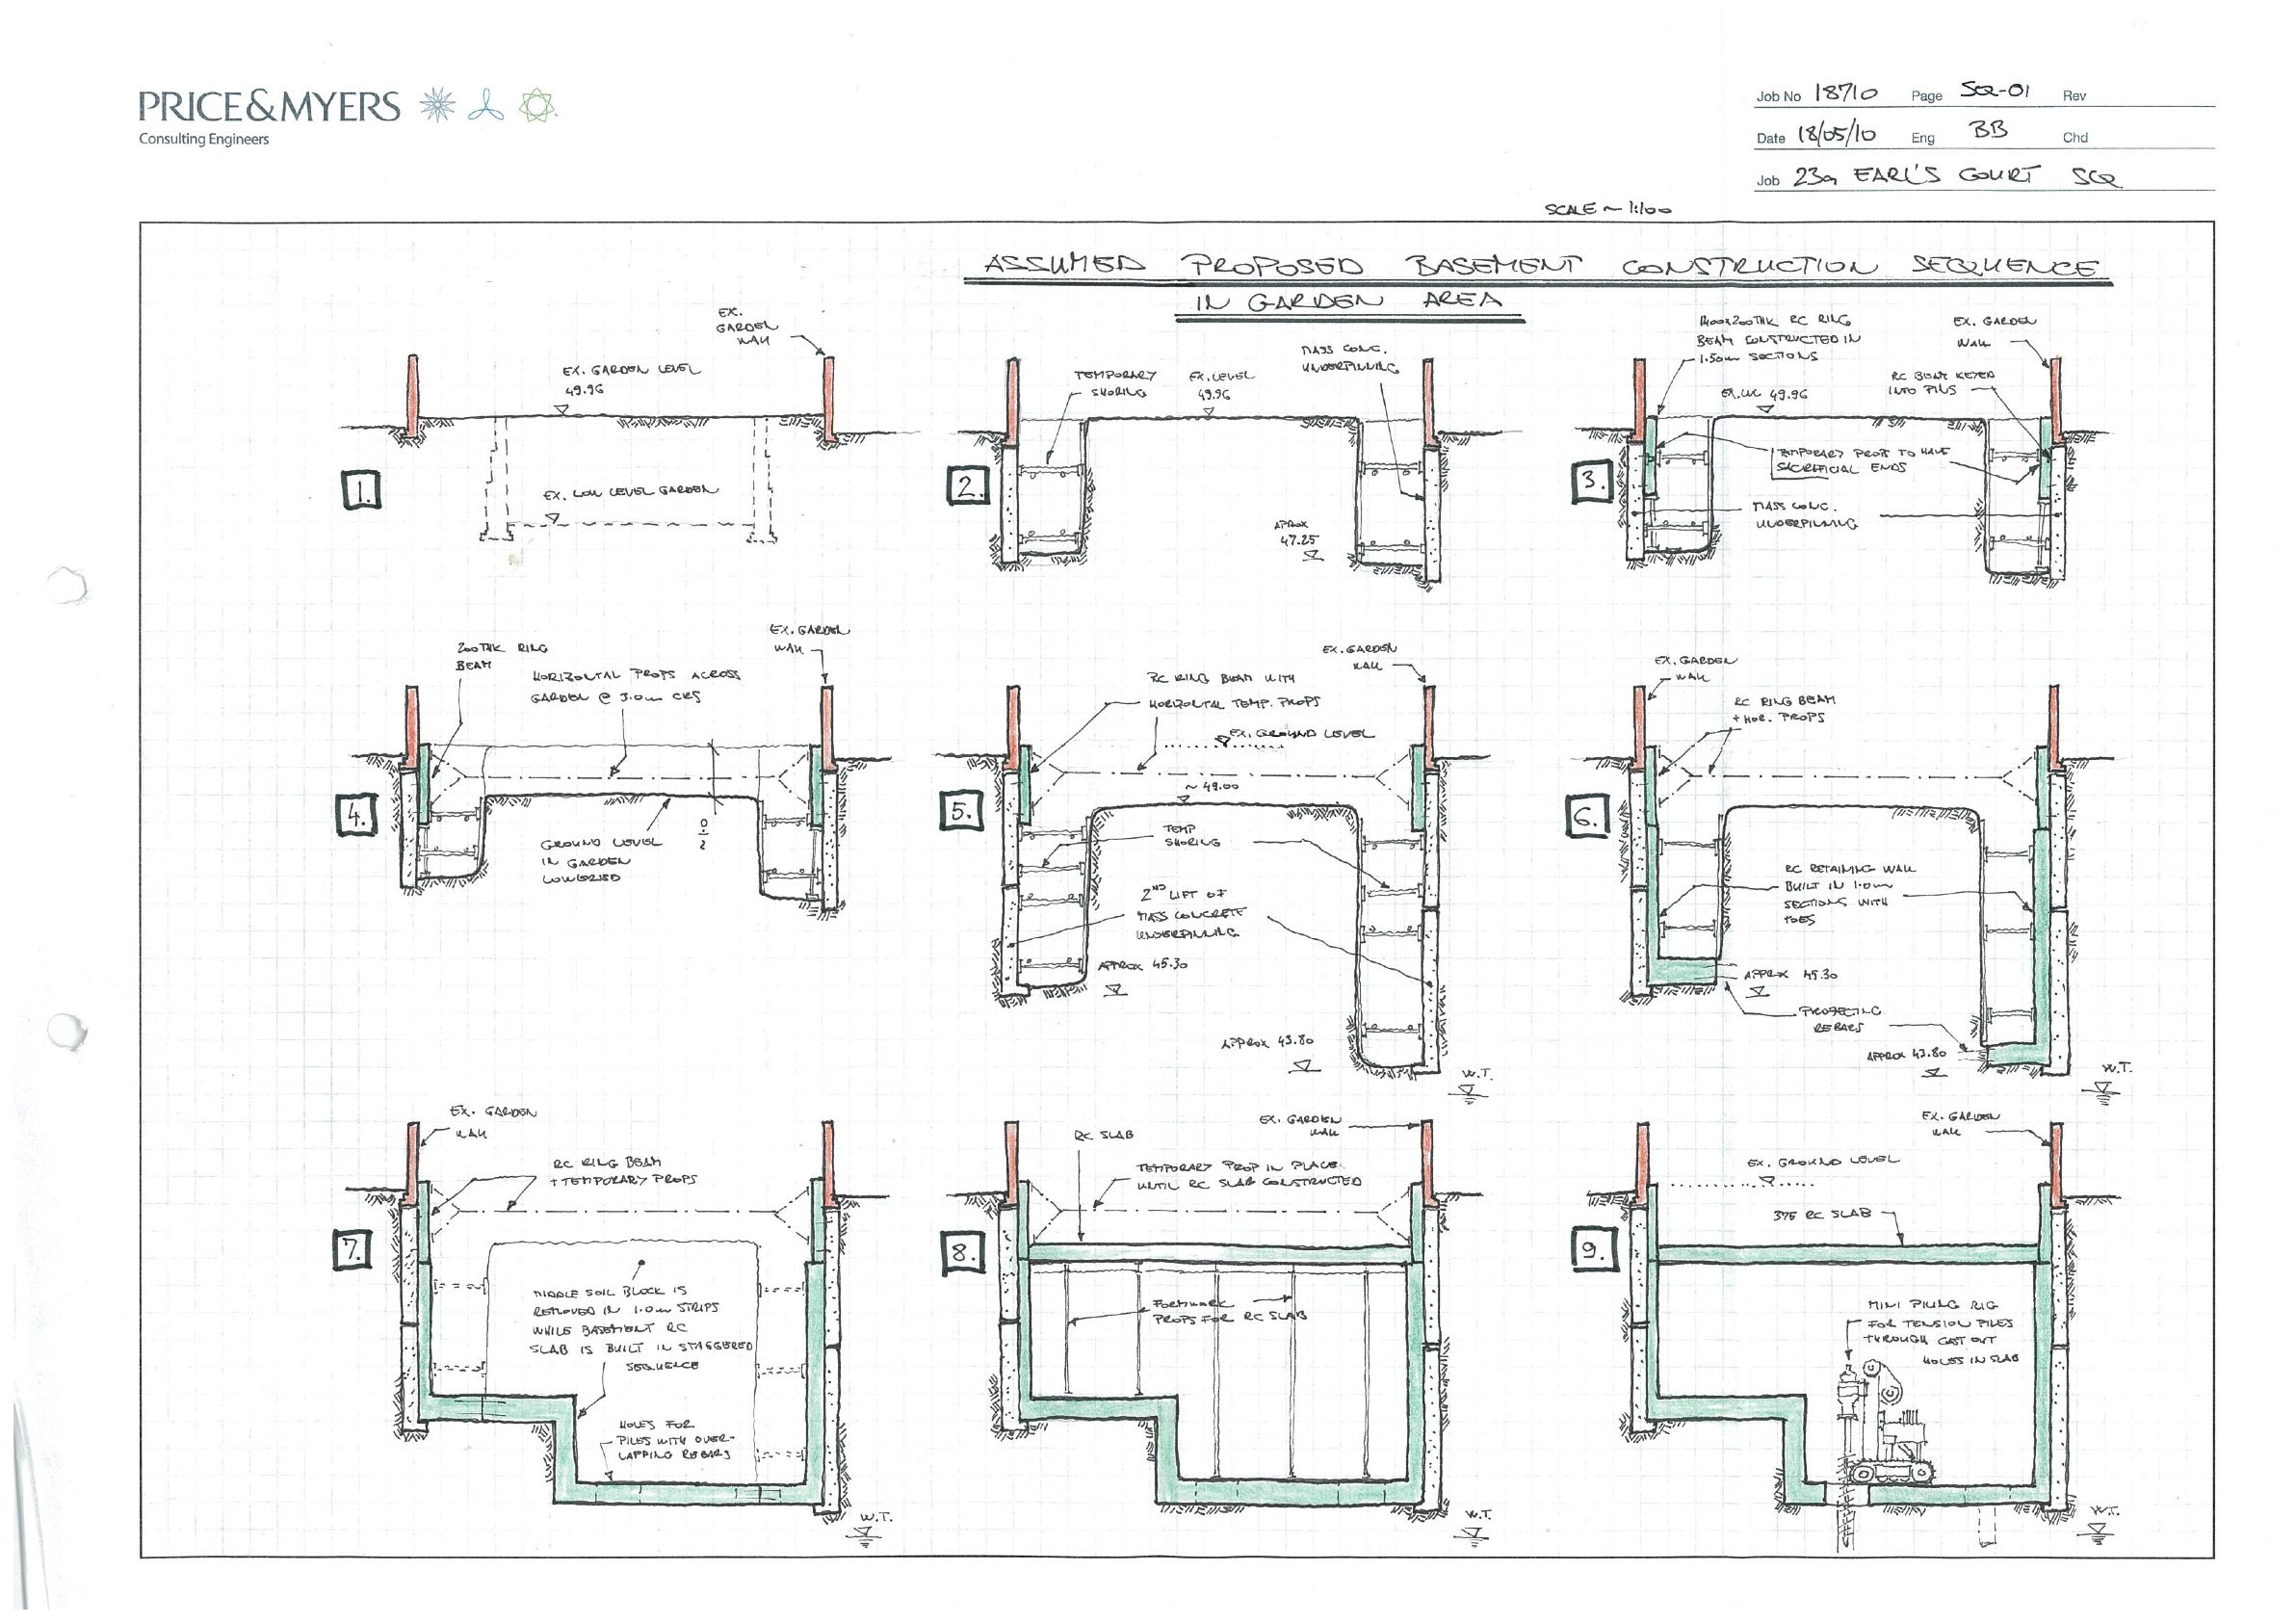 PRICE&MYERS
Consulting Engineers
Job No 18710 Page SQ-01 Rev
Date 18/05/10 Eng BB Chd
Job 23a EARL'S COURT SQ
SCALE ~ 1:100
ASSUMED PROPOSED BASEMENT CONSTRUCTION SEQUENCE
IN GARDEN AREA
1.
EX.
GARDEN
WALL
EX. GARDEN LEVEL
49.96
EX. LOW LEVEL GARDEN
2.
TEMPORARY
SHORING
EX. LEVEL
49.96
MASS CONC.
UNDERPINNING
APROX
47.25
3.
1400x200THK RC RING
BEAM CONSTRUCTED IN
1.50m SECTIONS
EX. GARDEN
WALL
RC BEAM KEYED
INTO PINS
EX. LVL 49.96
TEMPORARY PROPS TO HAVE
SACRIFICIAL ENDS
MASS CONC.
UNDERPINNING
4.
200THK RING
BEAM
HORIZONTAL PROPS ACROSS
GARDEN @ 3.0m CRS
EX. GARDEN
WALL
GROUND LEVEL
IN GARDEN
LOWERED
5.
RC RING BEAM WITH
HORIZONTAL TEMP. PROPS
EX. GARDEN
WALL
EX. GROUND LEVEL
~ 49.00
TEMP
SHORING
2ND LIFT OF
MASS CONCRETE
UNDERPINNING
APPROX 45.30
APPROX 43.80
W.T.
6.
EX. GARDEN
WALL
RC RING BEAM
+ HOR. PROPS
RC RETAINING WALL
BUILT IN 1.0m
SECTIONS WITH
TOES
APPROX 45.30
PROJECTING
REBARS
APPROX 43.80
W.T.
7.
EX. GARDEN
WALL
RC RING BEAM
+ TEMPORARY PROPS
MIDDLE SOIL BLOCK IS
REMOVED IN 1.0m STRIPS
WHILE BASEMENT RC
SLAB IS BUILT IN STAGGERED
SEQUENCE
HOLES FOR
PILES WITH OVER-
LAPPING REBARS
W.T.
8.
RC SLAB
EX. GARDEN
WALL
TEMPORARY PROP IN PLACE
UNTIL RC SLAB CONSTRUCTED
FORMWORK
PROPS FOR RC SLAB
W.T.
9.
EX. GARDEN
WALL
EX. GROUND LEVEL
375 RC SLAB
MINI PILING RIG
FOR TENSION PILES
THROUGH CAST OUT
HOLES IN SLAB
W.T.